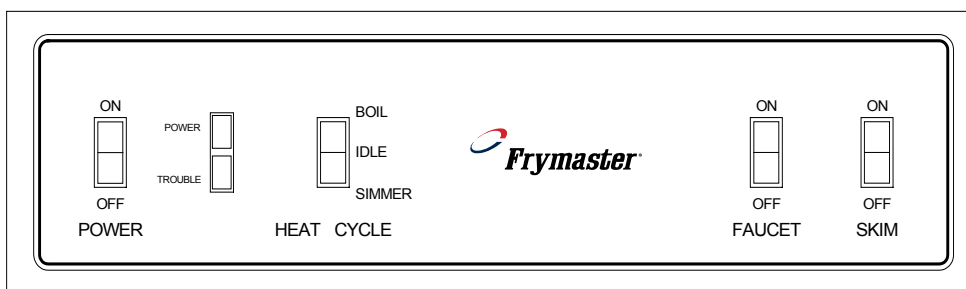 ON
OFF
POWER
POWER
TROUBLE
BOIL
IDLE
SIMMER
HEAT CYCLE
Frymaster
ON
OFF
FAUCET
ON
OFF
SKIM